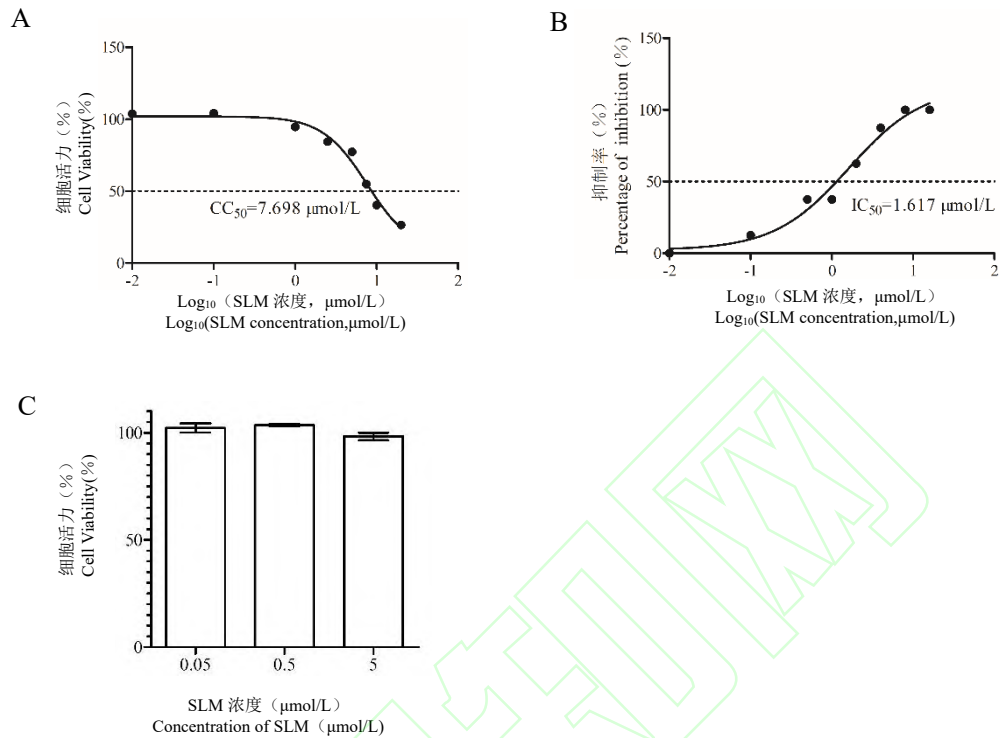 A
150
100
50
0
-2
-1
0
1
2
细胞活力（%）
Cell Viability(%)
CC₅₀=7.698 μmol/L
Log₁₀（SLM 浓度，μmol/L）
Log₁₀(SLM concentration,μmol/L)
B
150
100
50
0
-2
-1
0
1
2
抑制率（%）
Percentage of inhibition (%)
IC₅₀=1.617 μmol/L
Log₁₀（SLM 浓度，μmol/L）
Log₁₀(SLM concentration,μmol/L)
C
100
50
0
0.05
0.5
5
细胞活力（%）
Cell Viability(%)
SLM 浓度（μmol/L）
Concentration of SLM（μmol/L)